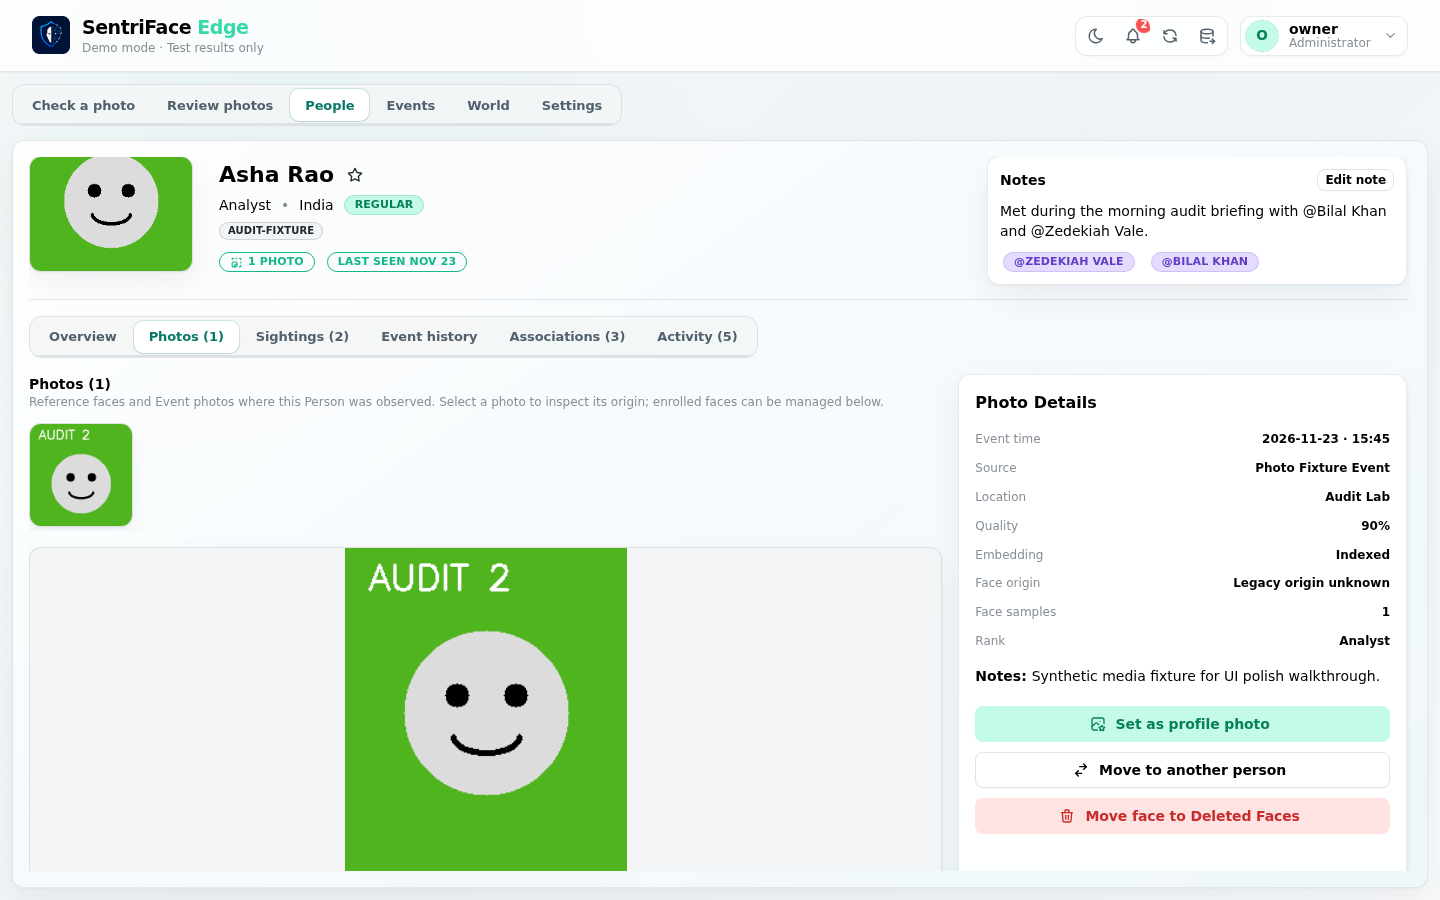 SentriFace Edge
Demo mode · Test results only
2
O
owner
Administrator
Check a photo
Review photos
People
Events
World
Settings
Asha Rao
Analyst • India
REGULAR
AUDIT-FIXTURE
1 PHOTO
LAST SEEN NOV 23
Notes
Edit note
Met during the morning audit briefing with @Bilal Khan
and @Zedekiah Vale.
@ZEDEKIAH VALE
@BILAL KHAN
Overview
Photos (1)
Sightings (2)
Event history
Associations (3)
Activity (5)
Photos (1)
Reference faces and Event photos where this Person was observed. Select a photo to inspect its origin; enrolled faces can be managed below.
AUDIT 2
AUDIT 2
Photo Details
Event time 2026-11-23 · 15:45
Source Photo Fixture Event
Location Audit Lab
Quality 90%
Embedding Indexed
Face origin Legacy origin unknown
Face samples 1
Rank Analyst
Notes: Synthetic media fixture for UI polish walkthrough.
Set as profile photo
Move to another person
Move face to Deleted Faces